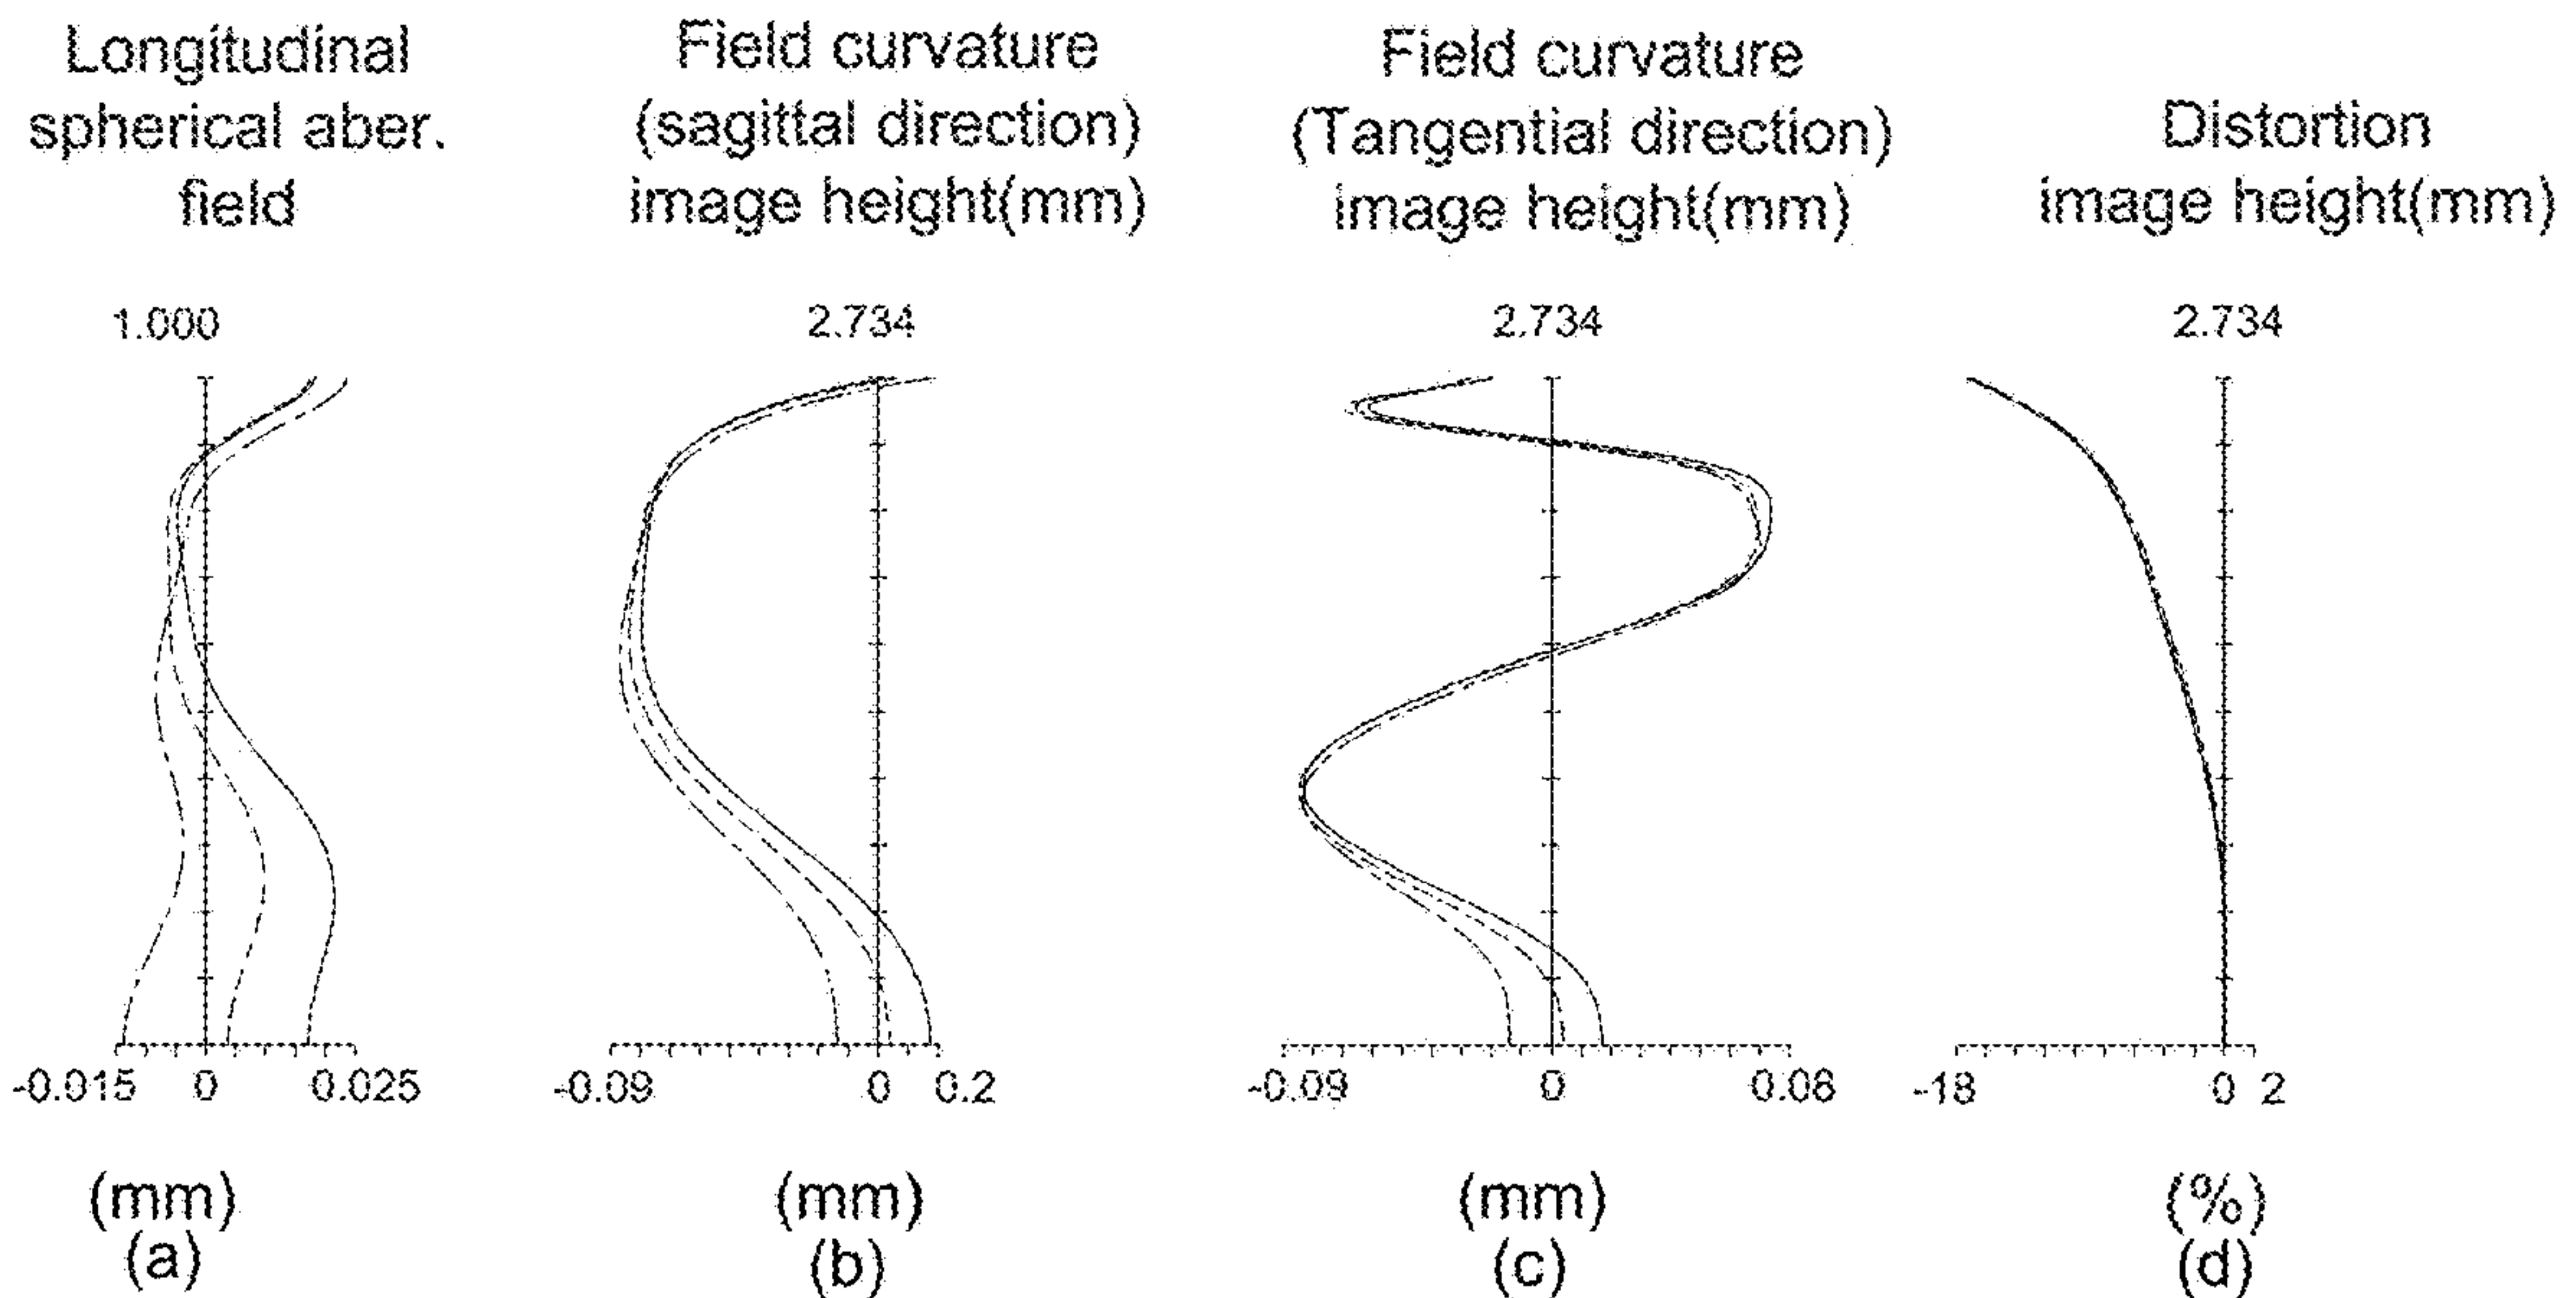 Longitudinal
spherical aber.
field
Field curvature
(sagittal direction)
image height(mm)
Field curvature
(Tangential direction)
image height(mm)
Distortion
image height(mm)
1.000
2.734
2.734
2.734
-0.015 0 0.025
-0.09 0 0.2
-0.09 0 0.08
-18 0 2
(mm)
(a)
(mm)
(b)
(mm)
(c)
(%)
(d)